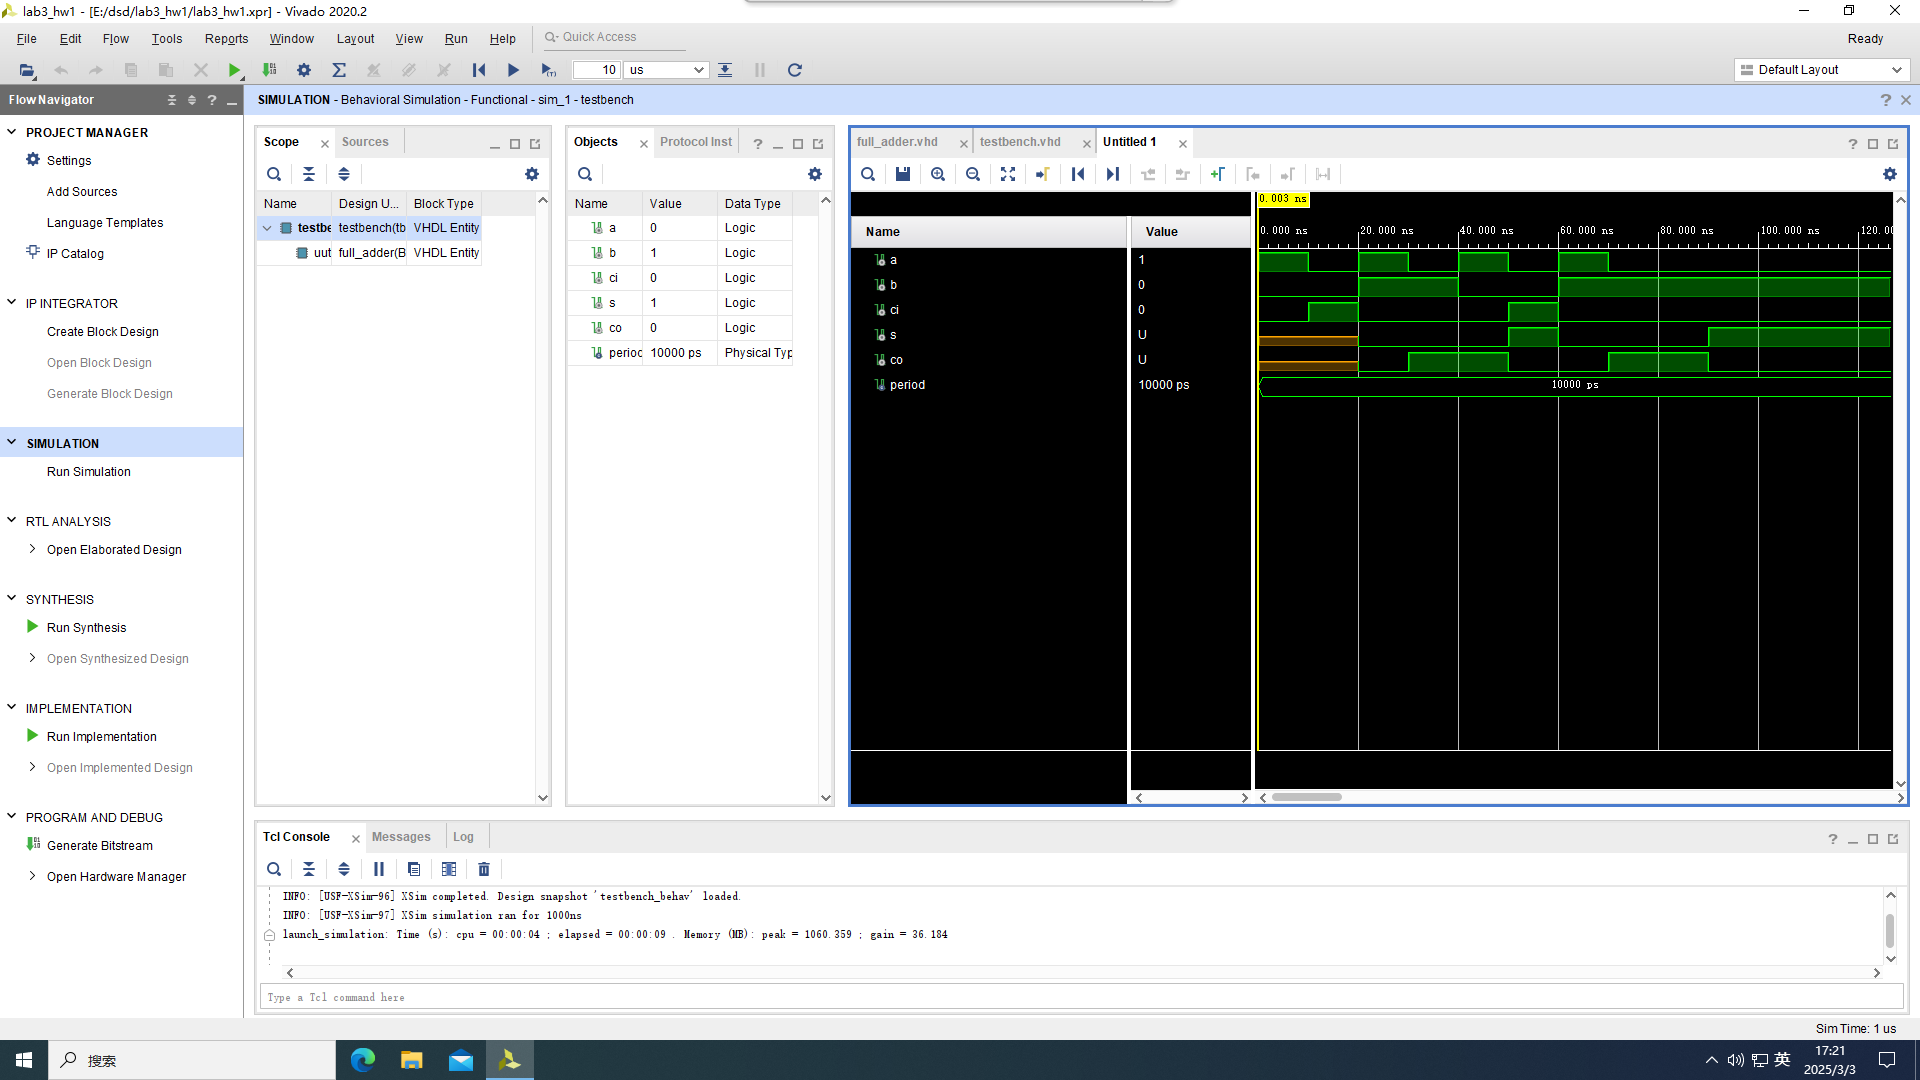 lab3_hw1 - [E:/dsd/lab3_hw1/lab3_hw1.xpr] - Vivado 2020.2
File Edit Flow Tools Reports Window Layout View Run Help Quick Access Ready
10 us Default Layout
Flow Navigator
SIMULATION - Behavioral Simulation - Functional - sim_1 - testbench
PROJECT MANAGER
Settings
Add Sources
Language Templates
IP Catalog
IP INTEGRATOR
Create Block Design
Open Block Design
Generate Block Design
SIMULATION
Run Simulation
RTL ANALYSIS
Open Elaborated Design
SYNTHESIS
Run Synthesis
Open Synthesized Design
IMPLEMENTATION
Run Implementation
Open Implemented Design
PROGRAM AND DEBUG
Generate Bitstream
Open Hardware Manager
Scope Sources
Name Design U... Block Type
testbe testbench(tb VHDL Entity
uut full_adder(B VHDL Entity
Objects Protocol Inst
Name Value Data Type
a 0 Logic
b 1 Logic
ci 0 Logic
s 1 Logic
co 0 Logic
period 10000 ps Physical Typ
full_adder.vhd testbench.vhd Untitled 1
0.003 ns
Name Value
0.000 ns 20.000 ns 40.000 ns 60.000 ns 80.000 ns 100.000 ns 120.0
a 1
b 0
ci 0
s U
co U
period 10000 ps 10000 ps
Tcl Console Messages Log
INFO: [USF-XSim-96] XSim completed. Design snapshot 'testbench_behav' loaded.
INFO: [USF-XSim-97] XSim simulation ran for 1000ns
launch_simulation: Time (s): cpu = 00:00:04 ; elapsed = 00:00:09 . Memory (MB): peak = 1060.359 ; gain = 36.184
Type a Tcl command here
Sim Time: 1 us
搜索
英
17:21
2025/3/3